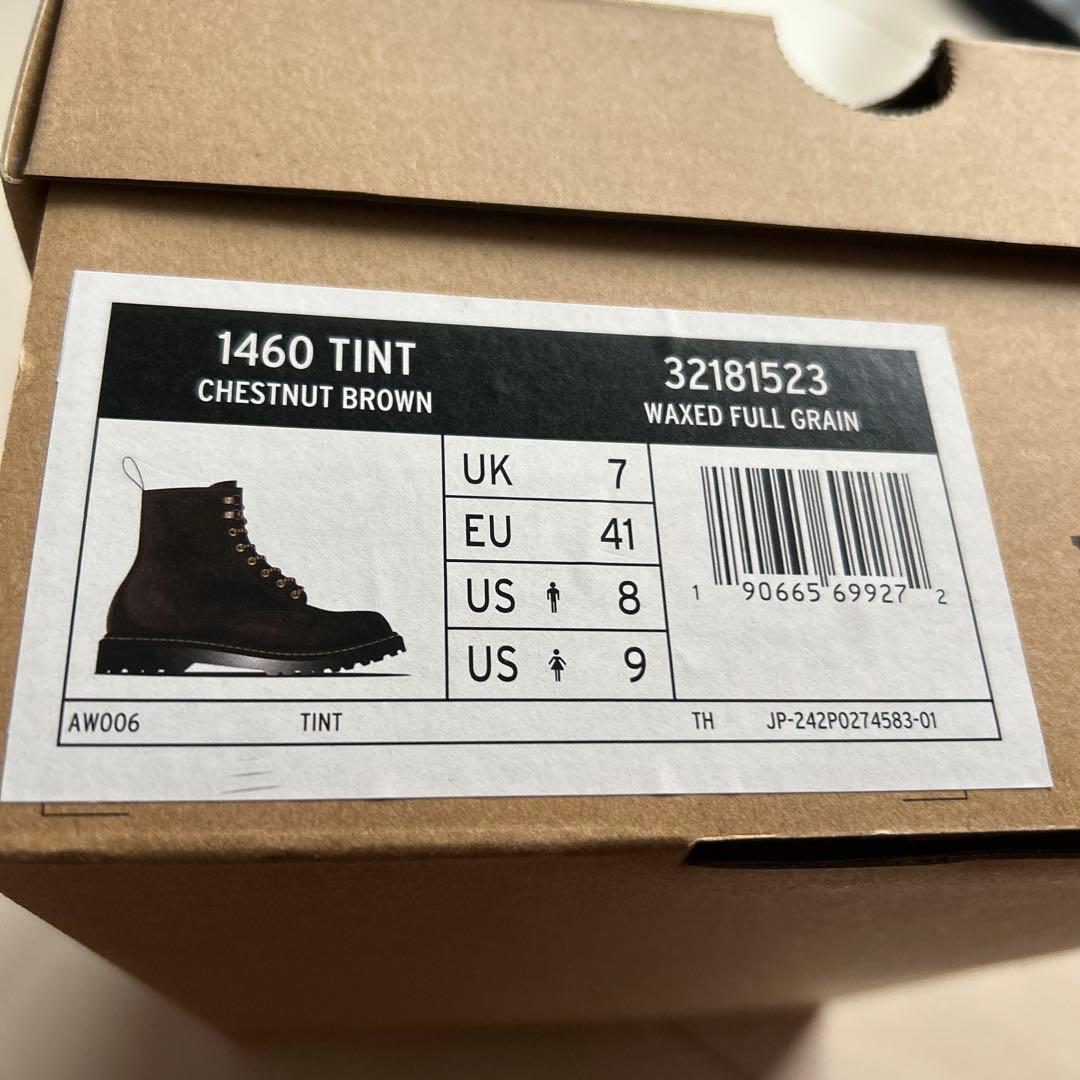 1460 TINT
CHESTNUT BROWN
32181523
WAXED FULL GRAIN
UK 7
EU 41
US 8
US 9
1 90665 69927 2
AW006 TINT TH JP-242P0274583-01